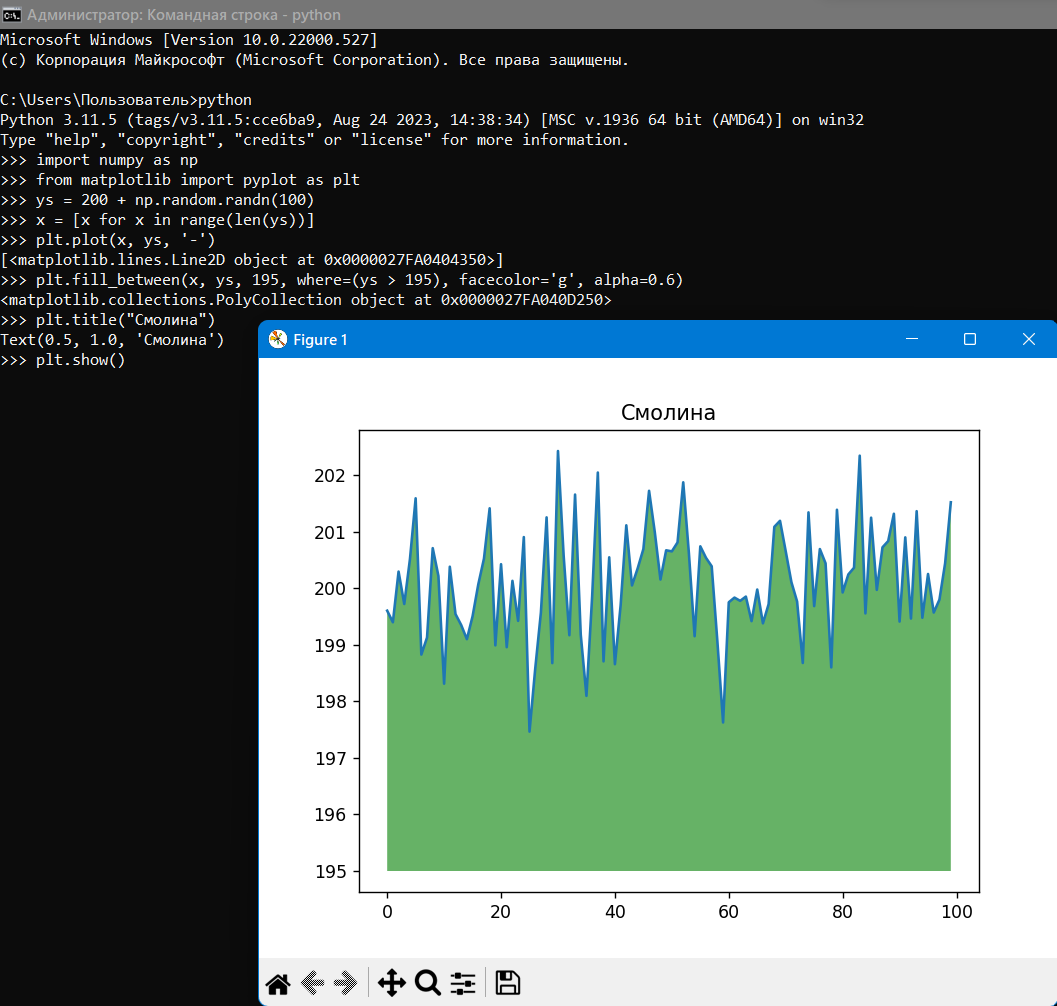 Администратор: Командная строка - python
Microsoft Windows [Version 10.0.22000.527]
(c) Корпорация Майкрософт (Microsoft Corporation). Все права защищены.
C:\Users\Пользователь>python
Python 3.11.5 (tags/v3.11.5:cce6ba9, Aug 24 2023, 14:38:34) [MSC v.1936 64 bit (AMD64)] on win32
Type "help", "copyright", "credits" or "license" for more information.
>>> import numpy as np
>>> from matplotlib import pyplot as plt
>>> ys = 200 + np.random.randn(100)
>>> x = [x for x in range(len(ys))]
>>> plt.plot(x, ys, '-')
[<matplotlib.lines.Line2D object at 0x0000027FA0404350>]
>>> plt.fill_between(x, ys, 195, where=(ys > 195), facecolor='g', alpha=0.6)
<matplotlib.collections.PolyCollection object at 0x0000027FA040D250>
>>> plt.title("Смолина")
Text(0.5, 1.0, 'Смолина')
>>> plt.show()
Figure 1
Смолина
202
201
200
199
198
197
196
195
0 20 40 60 80 100